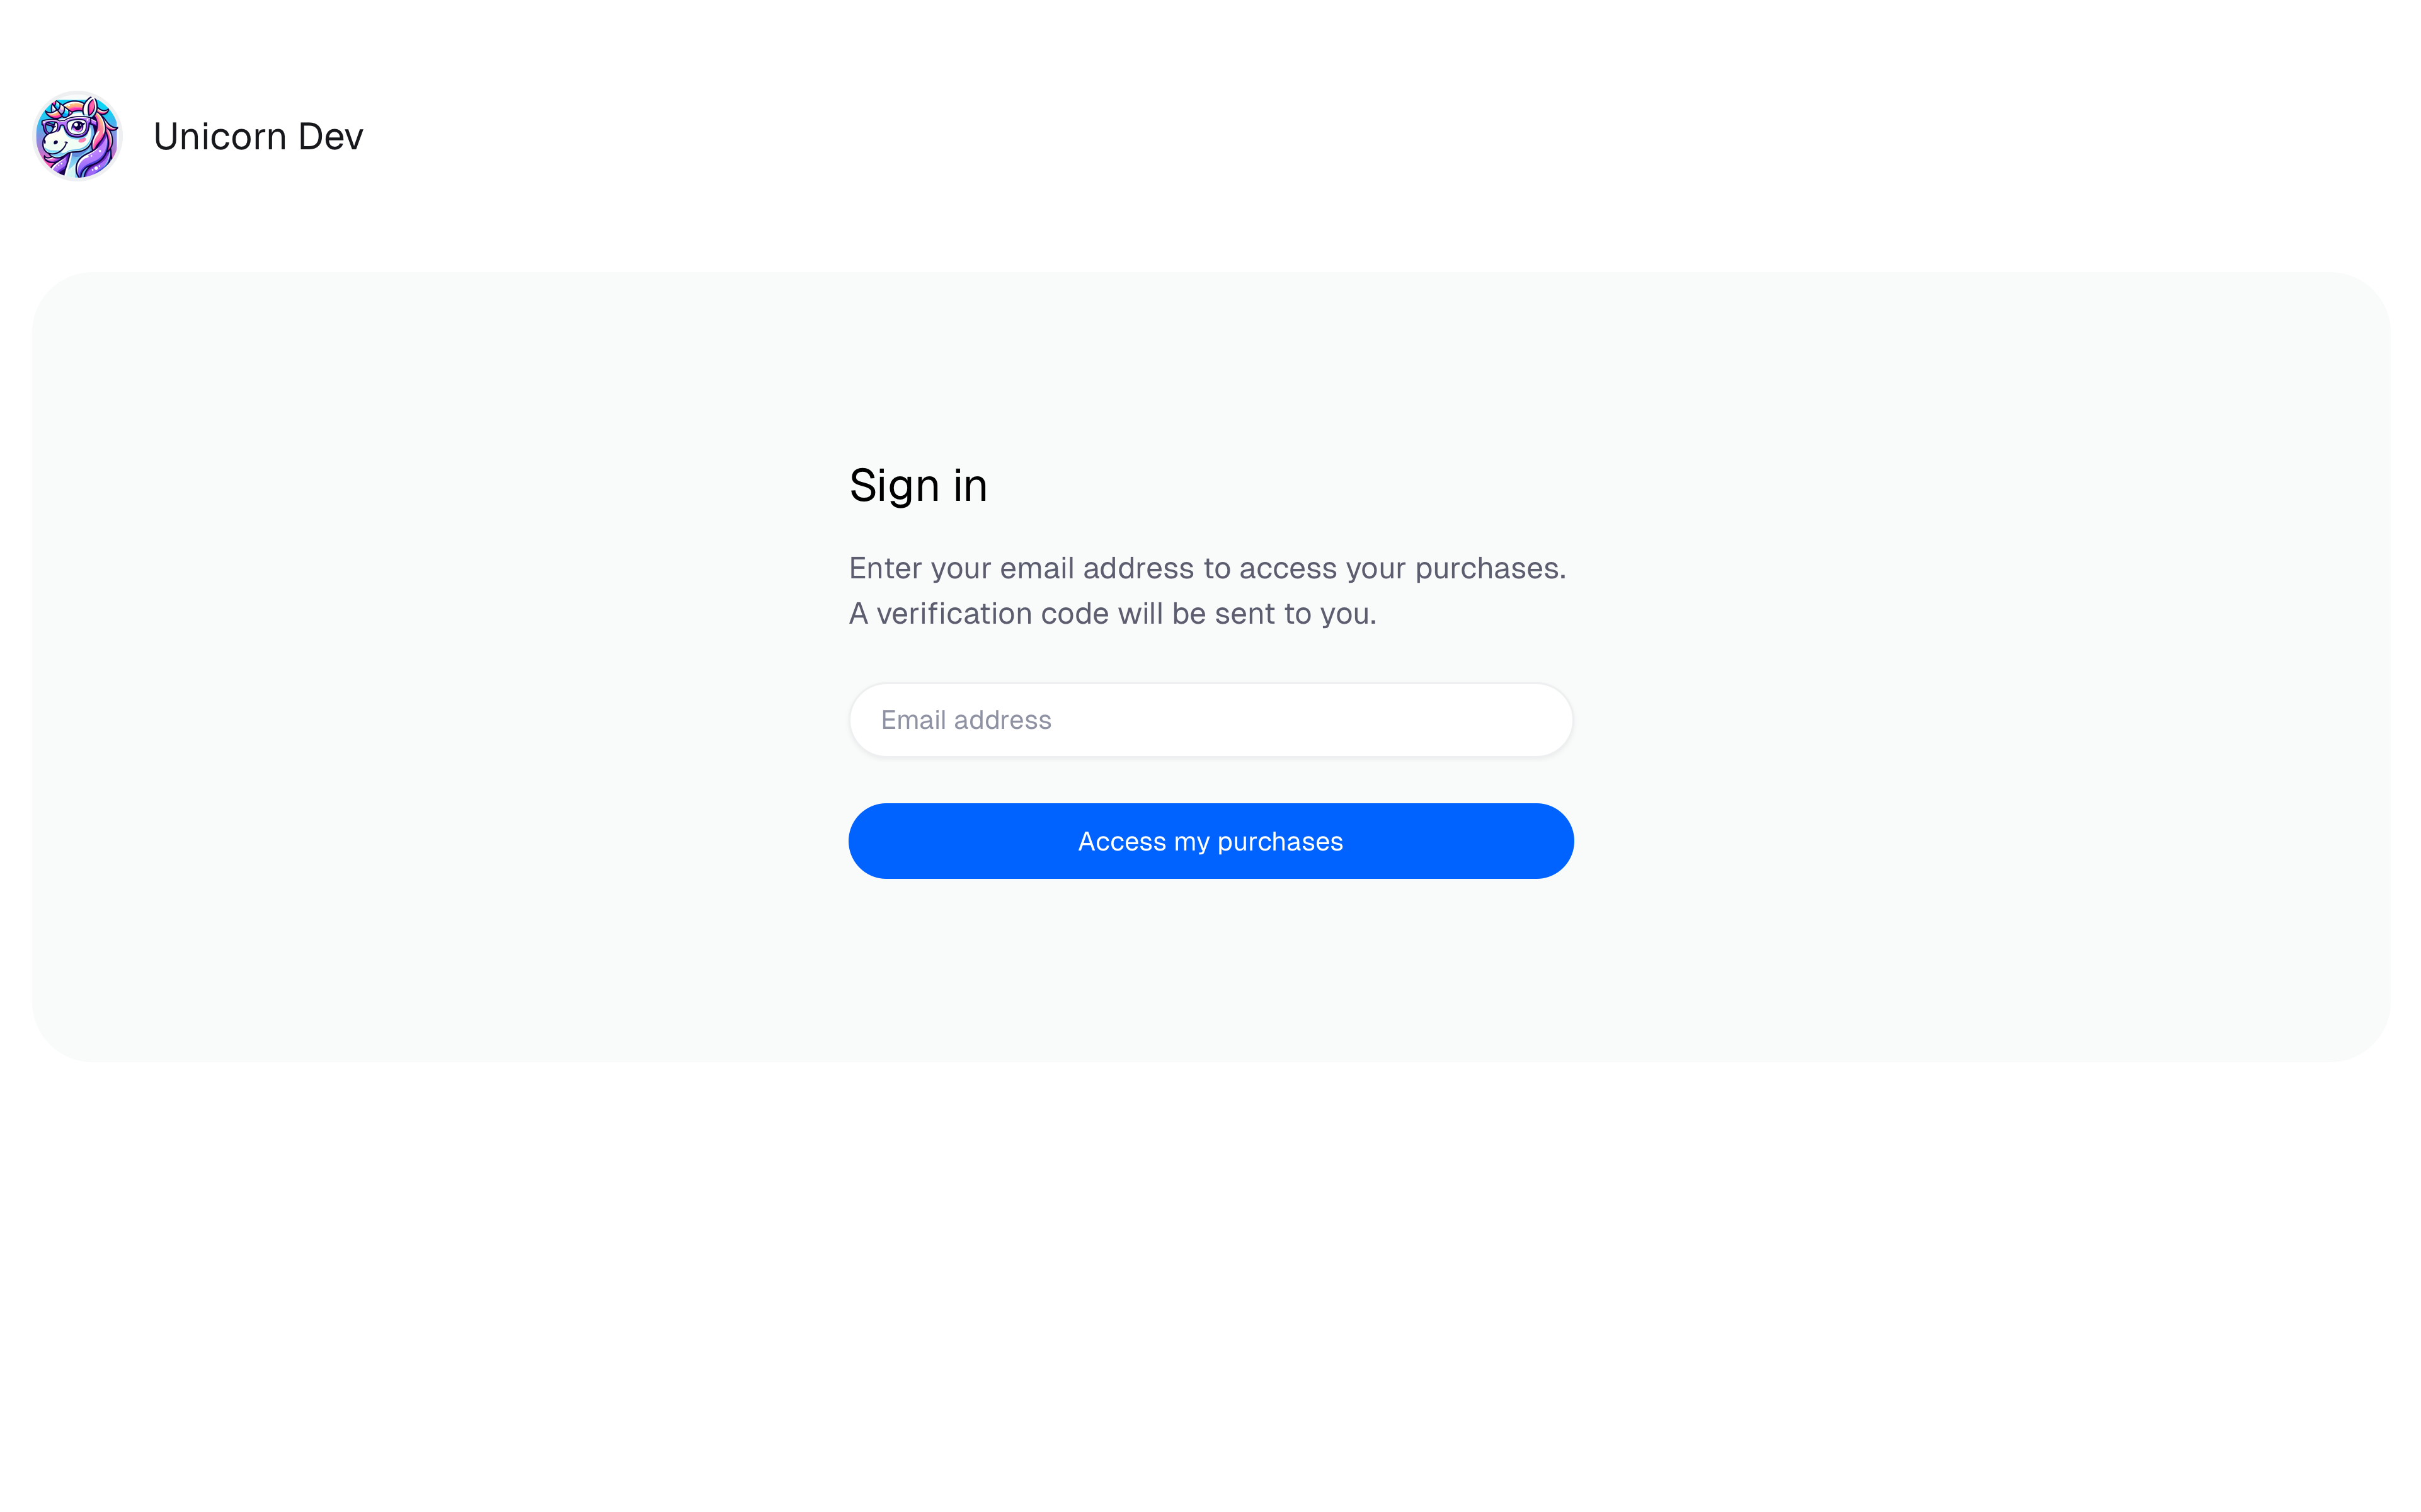 Unicorn Dev
Sign in
Enter your email address to access your purchases.
A verification code will be sent to you.
Email address
Access my purchases